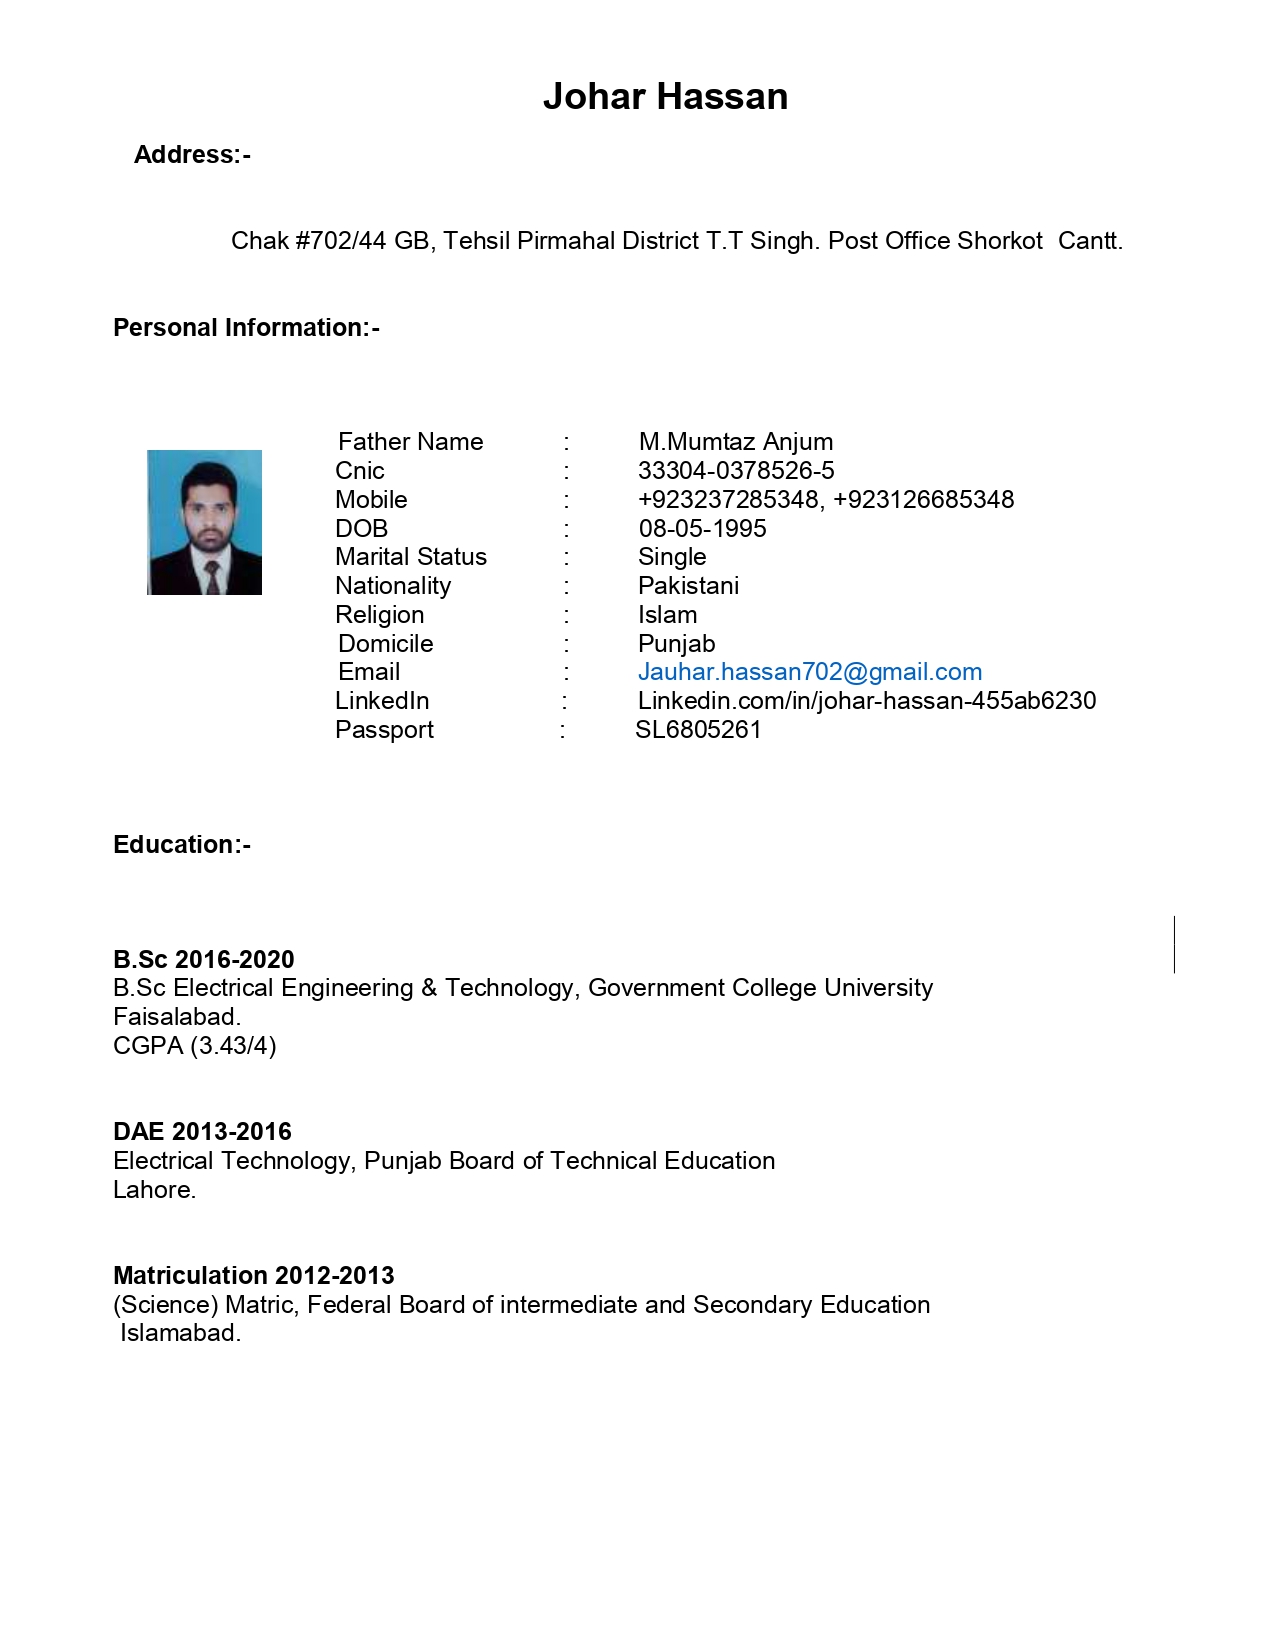 Johar Hassan
Address:-
Chak #702/44 GB, Tehsil Pirmahal District T.T Singh. Post Office Shorkot Cantt.
Personal Information:-
Father Name : M.Mumtaz Anjum
Cnic : 33304-0378526-5
Mobile : +923237285348, +923126685348
DOB : 08-05-1995
Marital Status : Single
Nationality : Pakistani
Religion : Islam
Domicile : Punjab
Email : Jauhar.hassan702@gmail.com
LinkedIn : Linkedin.com/in/johar-hassan-455ab6230
Passport : SL6805261
Education:-
B.Sc 2016-2020
B.Sc Electrical Engineering & Technology, Government College University
Faisalabad.
CGPA (3.43/4)
DAE 2013-2016
Electrical Technology, Punjab Board of Technical Education
Lahore.
Matriculation 2012-2013
(Science) Matric, Federal Board of intermediate and Secondary Education
Islamabad.